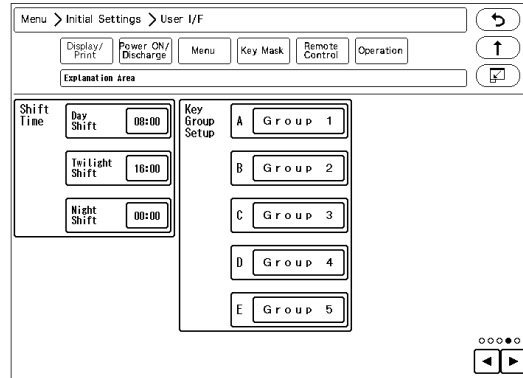 Menu > Initial Settings > User I/F
Display/
Print
Power ON/
Discharge
Menu
Key Mask
Remote
Control
Operation
Explanation Area
Shift
Time
Day
Shift
08:00
Twilight
Shift
16:00
Night
Shift
00:00
Key
Group
Setup
A Group 1
B Group 2
C Group 3
D Group 4
E Group 5